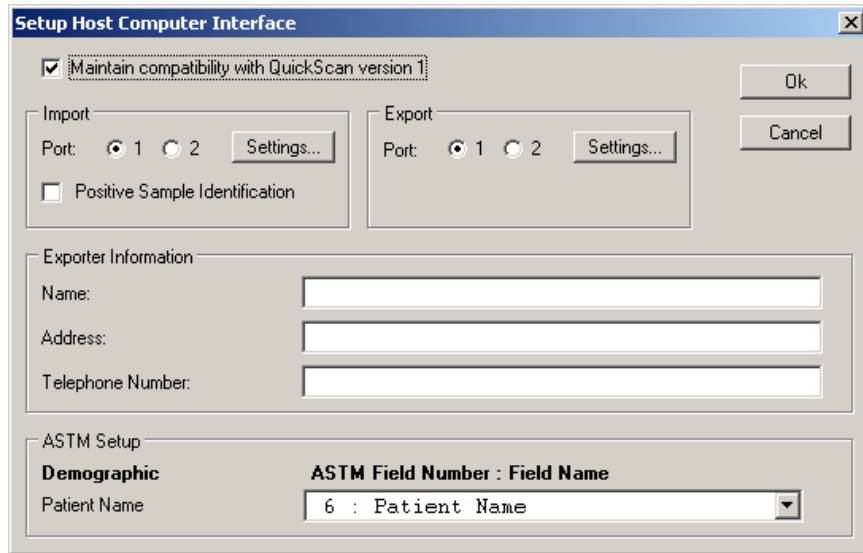 Setup Host Computer Interface
Maintain compatibility with QuickScan version 1
Ok
Cancel
Import
Port: 1 2 Settings...
Positive Sample Identification
Export
Port: 1 2 Settings...
Exporter Information
Name:
Address:
Telephone Number:
ASTM Setup
Demographic ASTM Field Number : Field Name
Patient Name 6 : Patient Name